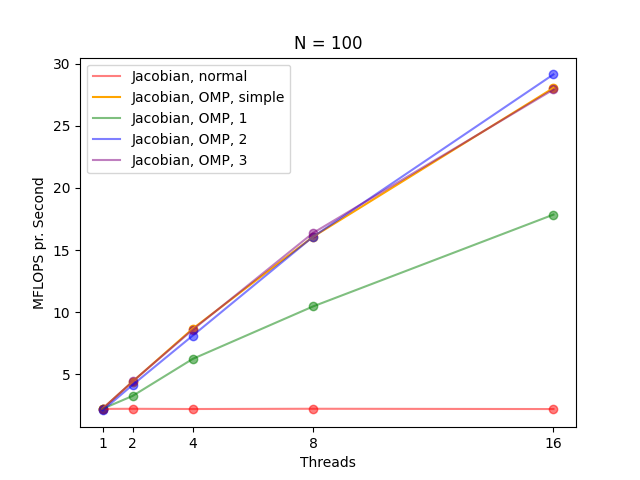 N = 100
Jacobian, normal
Jacobian, OMP, simple
Jacobian, OMP, 1
Jacobian, OMP, 2
Jacobian, OMP, 3
MFLOPS pr. Second
30
25
20
15
10
5
1 2 4 8 16
Threads